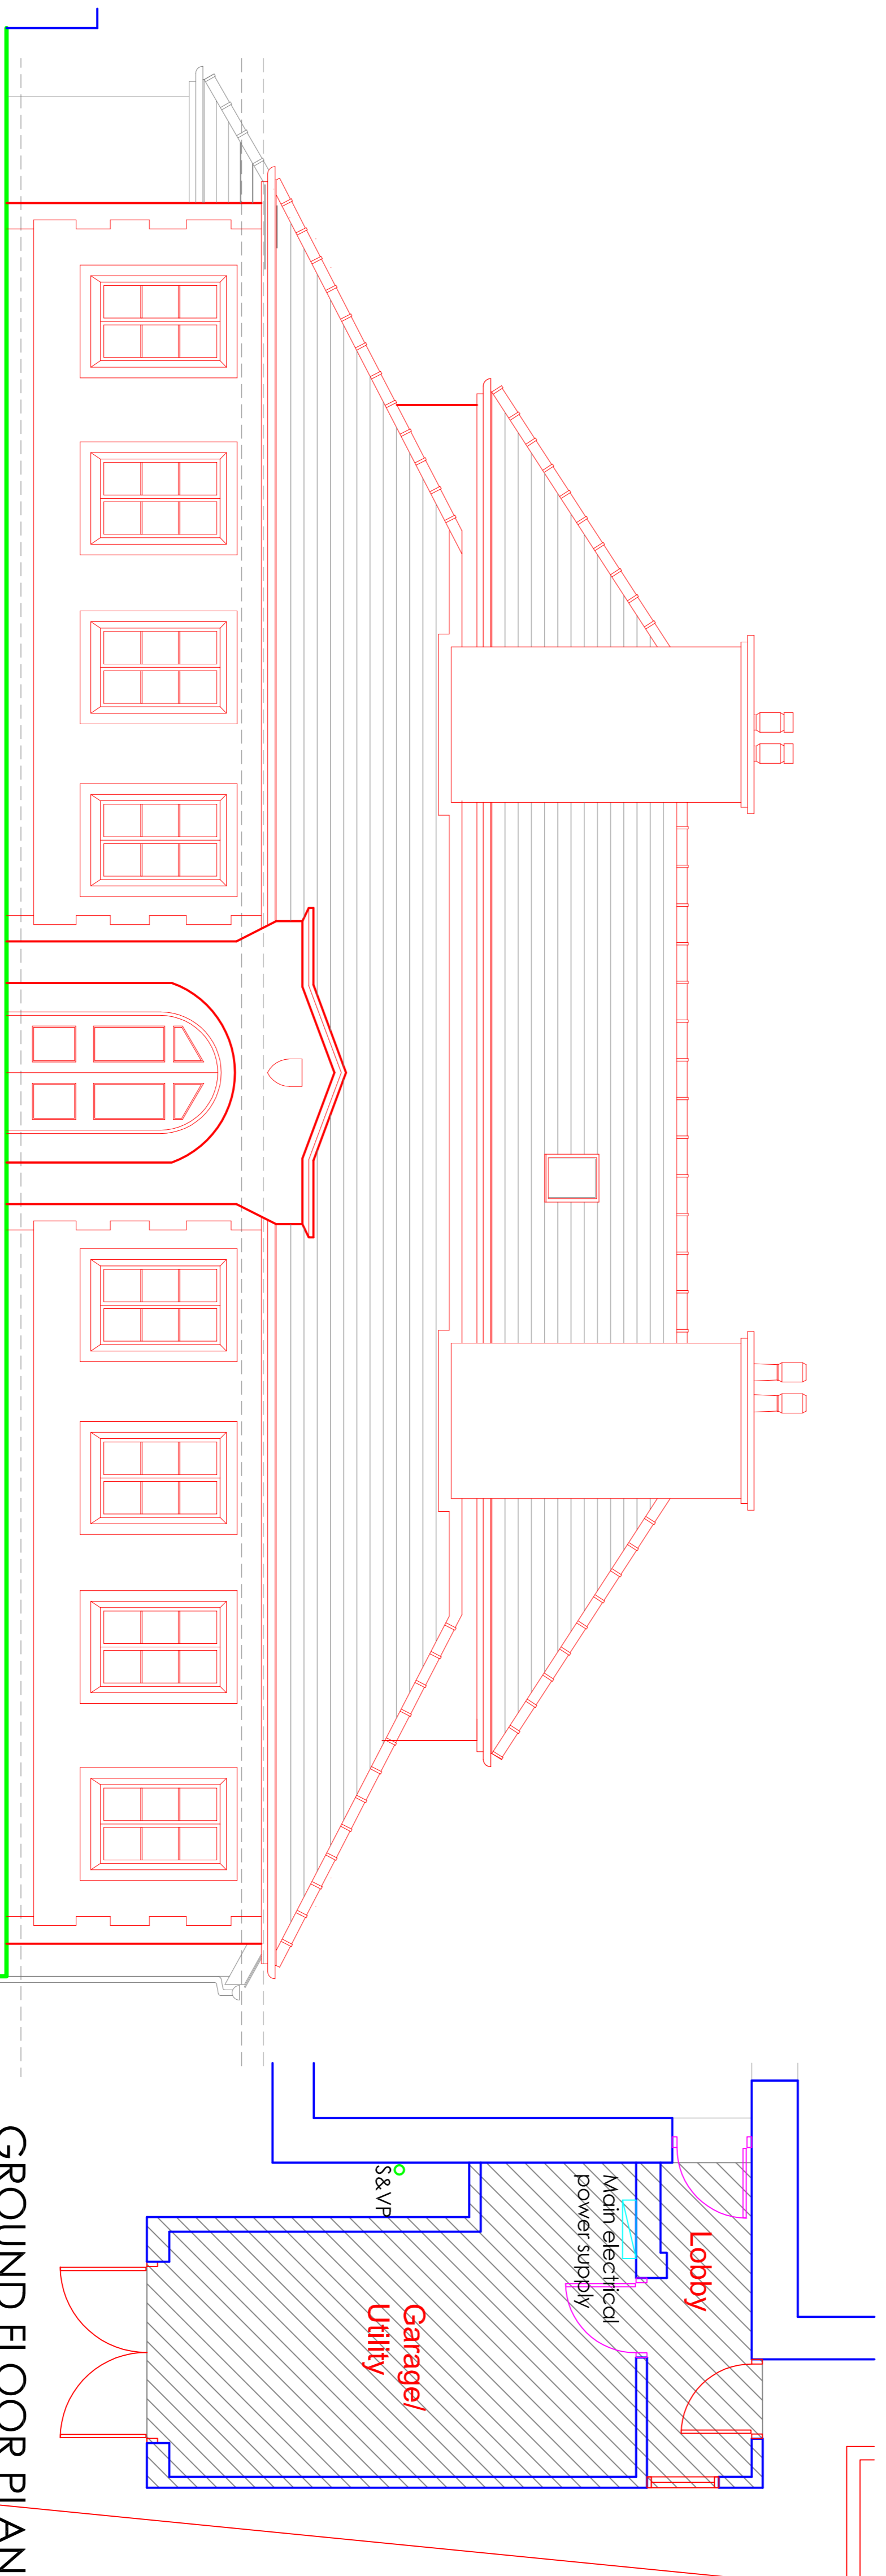 Lobby
Main electrical
power supply
Garage/
Utility
S&VP
GROUND FLOOR PLAN